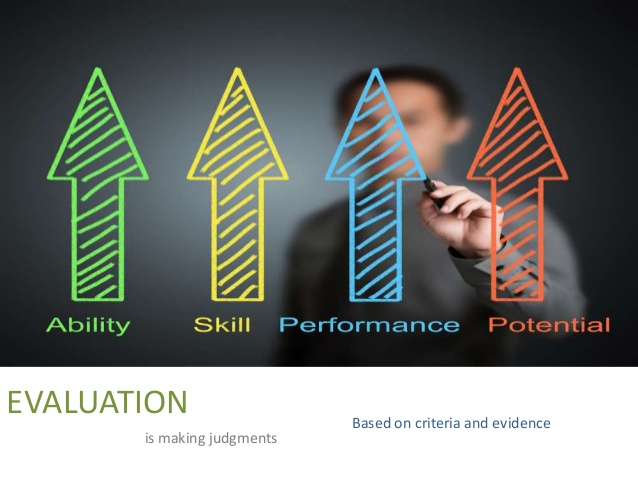 Ability Skill Performance Potential
EVALUATION
Based on criteria and evidence
is making judgments